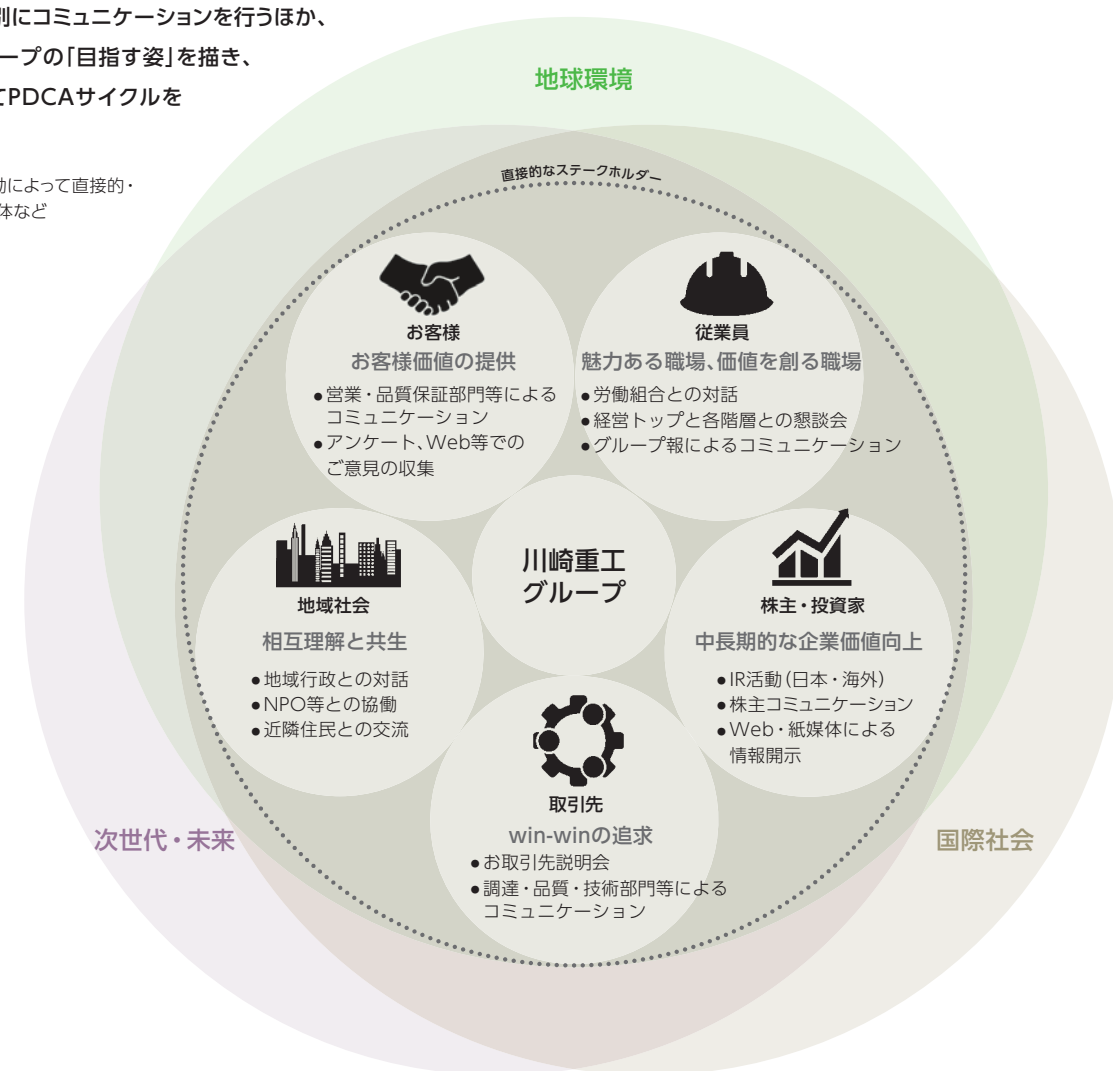 別にコミュニケーションを行うほか、
ープの「目指す姿」を描き、
てPDCAサイクルを
動によって直接的・
体など
地球環境
直接的なステークホルダー
お客様
お客様価値の提供
●営業・品質保証部門等による
コミュニケーション
●アンケート、Web等での
ご意見の収集
従業員
魅力ある職場、価値を創る職場
●労働組合との対話
●経営トップと各階層との懇談会
●グループ報によるコミュニケーション
川崎重工
グループ
地域社会
相互理解と共生
●地域行政との対話
●NPO等との協働
●近隣住民との交流
株主・投資家
中長期的な企業価値向上
●IR活動(日本・海外)
●株主コミュニケーション
●Web・紙媒体による
情報開示
取引先
win-winの追求
●お取引先説明会
●調達・品質・技術部門等による
コミュニケーション
次世代・未来
国際社会